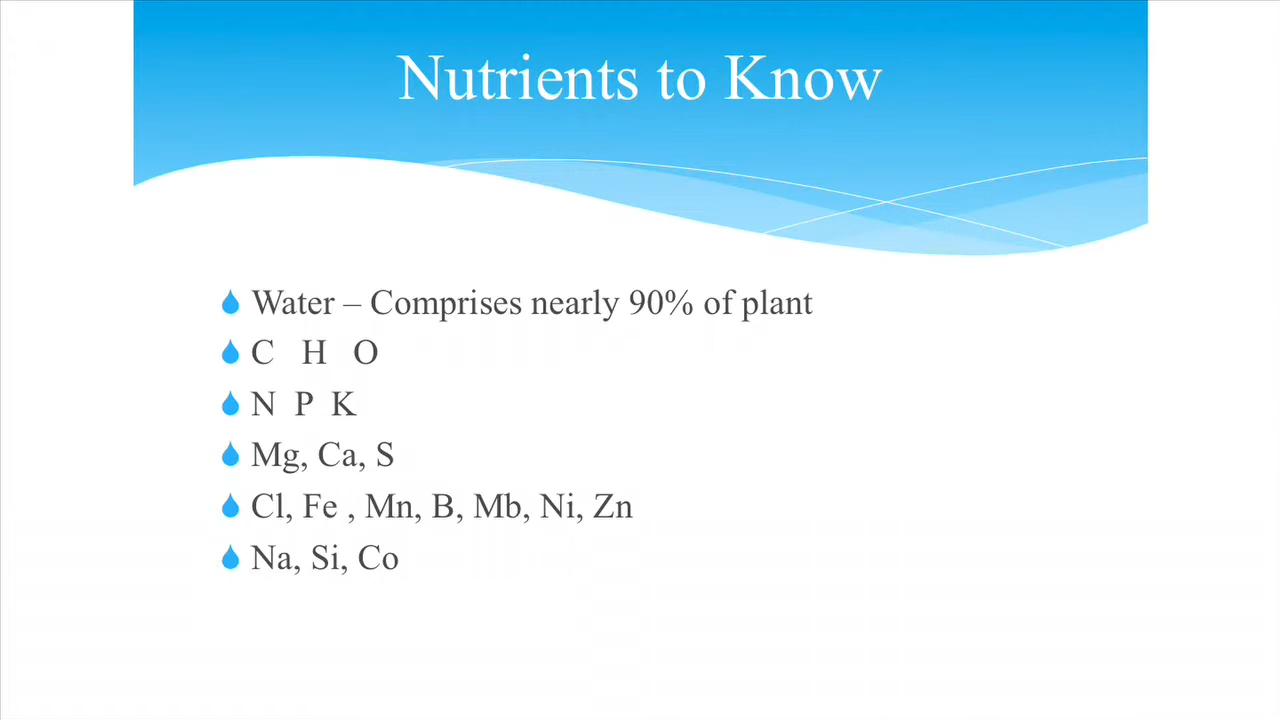 Nutrients to Know
Water – Comprises nearly 90% of plant
C H O
N P K
Mg, Ca, S
Cl, Fe , Mn, B, Mb, Ni, Zn
Na, Si, Co